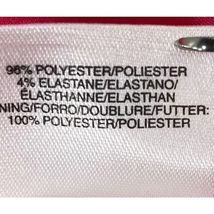 96% POLYESTER/POLIESTER
4% ELASTANE/ELASTANO/
ÉLASTHANNE/ELASTHAN
NING/FORRO/DOUBLURE/FUTTER:
100% POLYESTER/POLIESTER